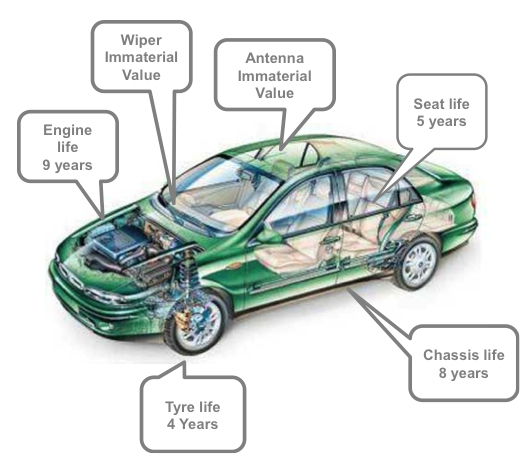 Wiper
Immaterial
Value
Antenna
Immaterial
Value
Seat life
5 years
Engine
life
9 years
Chassis life
8 years
Tyre life
4 Years